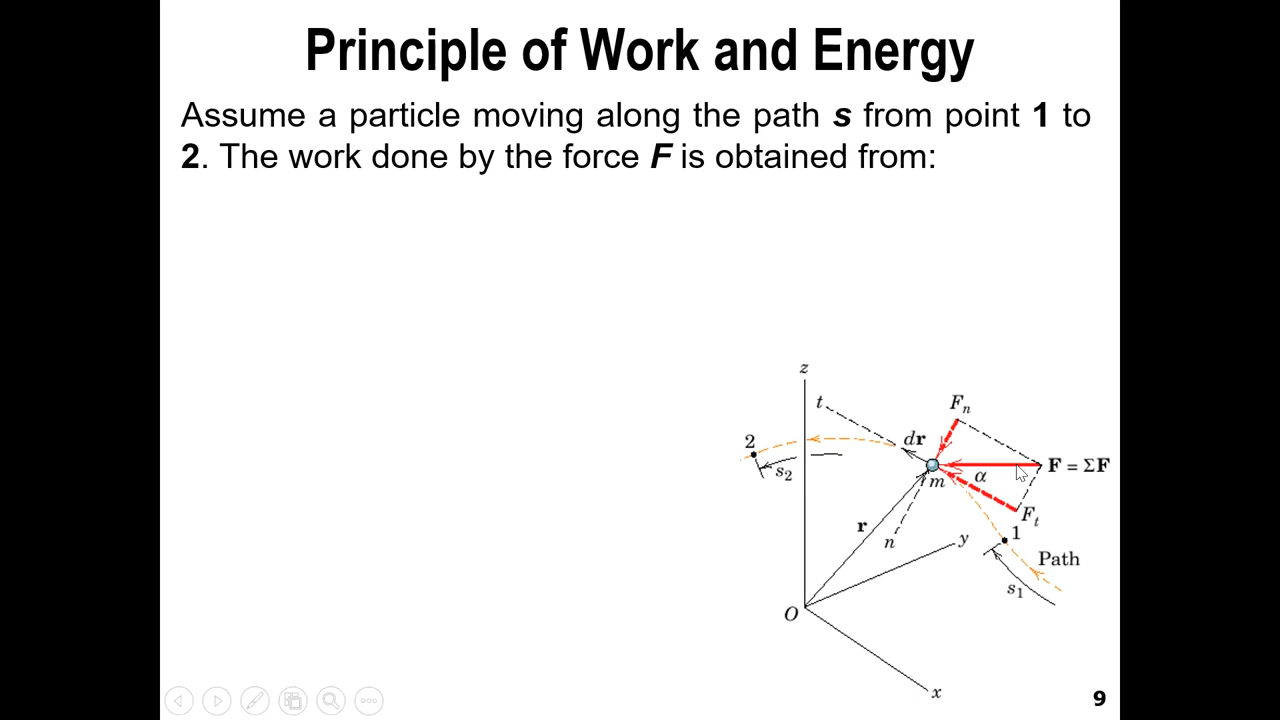 Principle of Work and Energy
Assume a particle moving along the path s from point 1 to
2. The work done by the force F is obtained from:
z
t
Fn
2
dr
s2
m
α
F = ΣF
Ft
r
n
y
1
Path
s1
O
x
9